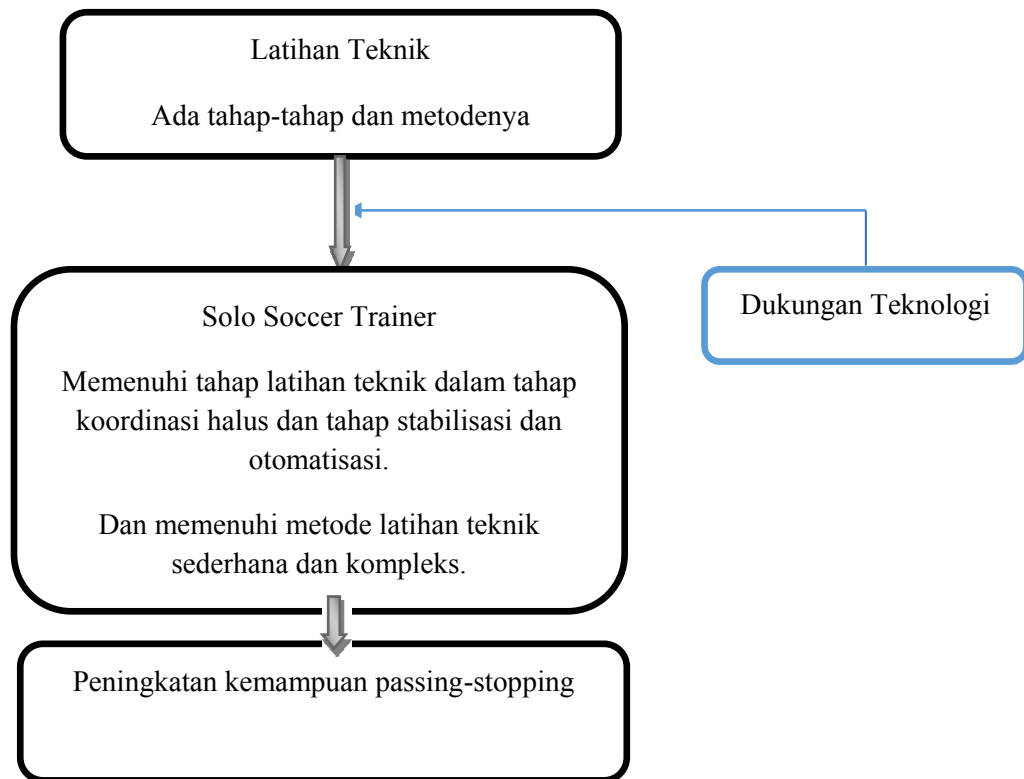 Latihan Teknik
Ada tahap-tahap dan metodenya
Dukungan Teknologi
Solo Soccer Trainer
Memenuhi tahap latihan teknik dalam tahap
koordinasi halus dan tahap stabilisasi dan
otomatisasi.
Dan memenuhi metode latihan teknik
sederhana dan kompleks.
Peningkatan kemampuan passing-stopping